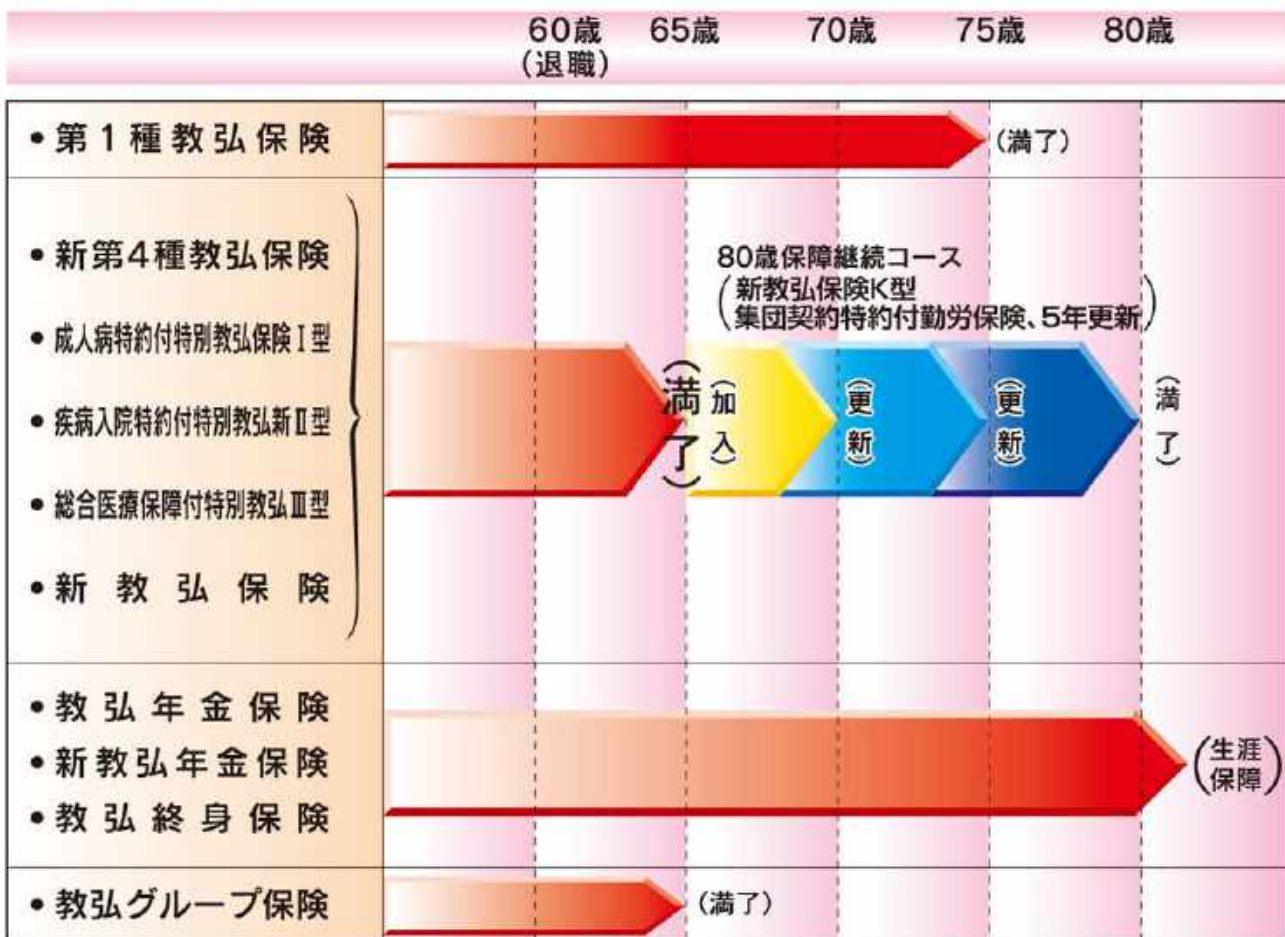 60歳 65歳 70歳 75歳 80歳
(退職)
• 第1種教弘保険
(満了)
• 新第4種教弘保険
• 成人病特約付特別教弘保険Ⅰ型
• 疾病入院特約付特別教弘新Ⅱ型
• 総合医療保障付特別教弘Ⅲ型
• 新教弘保険
80歳保障継続コース
(新教弘保険K型
集団契約特約付勤労保険、5年更新)
(満了)
(加入)
(更新)
(更新)
(満了)
• 教弘年金保険
• 新教弘年金保険
• 教弘終身保険
(生涯
保障)
• 教弘グループ保険
(満了)